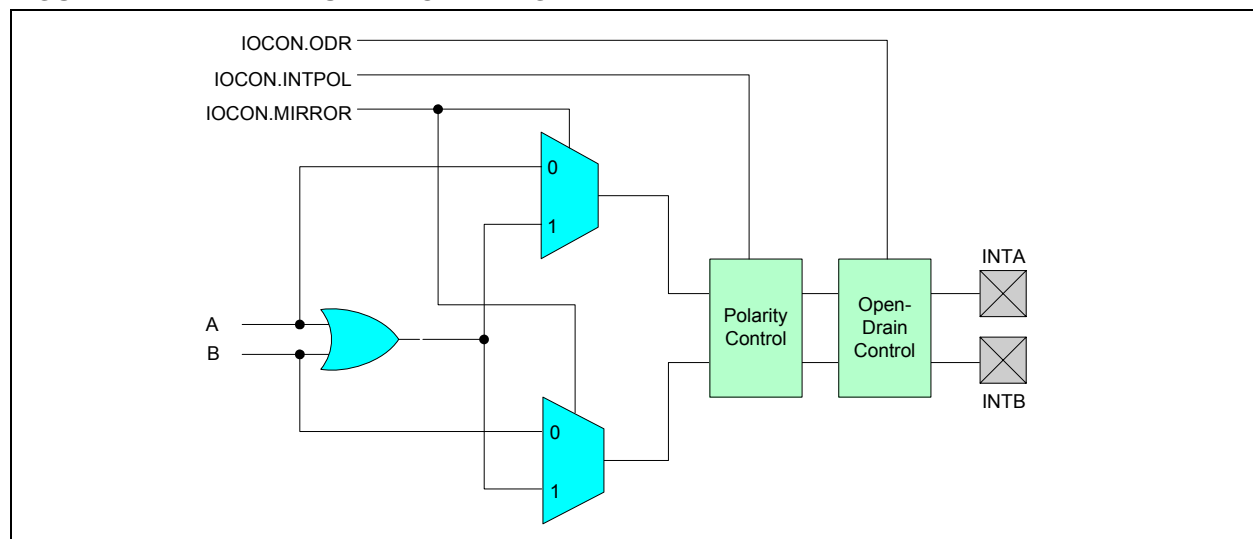 IOCON.ODR
IOCON.INTPOL
IOCON.MIRROR
0
1
INTA
Polarity
Control
Open-
Drain
Control
A
B
INTB
0
1